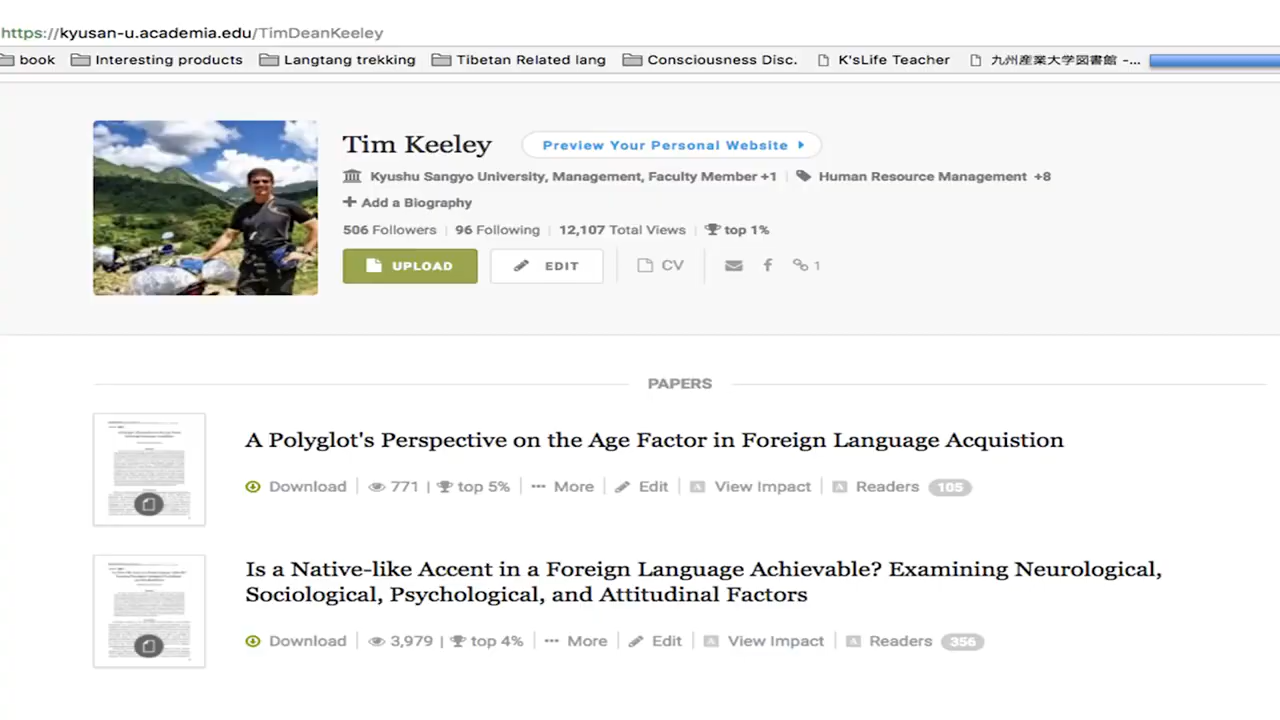 https://kyusan-u.academia.edu/TimDeanKeeley
book Interesting products Langtang trekking Tibetan Related lang Consciousness Disc. K'sLife Teacher 九州産業大学図書館 -...
Tim Keeley Preview Your Personal Website
Kyushu Sangyo University, Management, Faculty Member +1 Human Resource Management +8
Add a Biography
506 Followers 96 Following 12,107 Total Views top 1%
UPLOAD EDIT CV 1
PAPERS
A Polyglot's Perspective on the Age Factor in Foreign Language Acquistion
Download 771 | top 5% More Edit View Impact Readers 105
Is a Native-like Accent in a Foreign Language Achievable? Examining Neurological,
Sociological, Psychological, and Attitudinal Factors
Download 3,979 | top 4% More Edit View Impact Readers 356